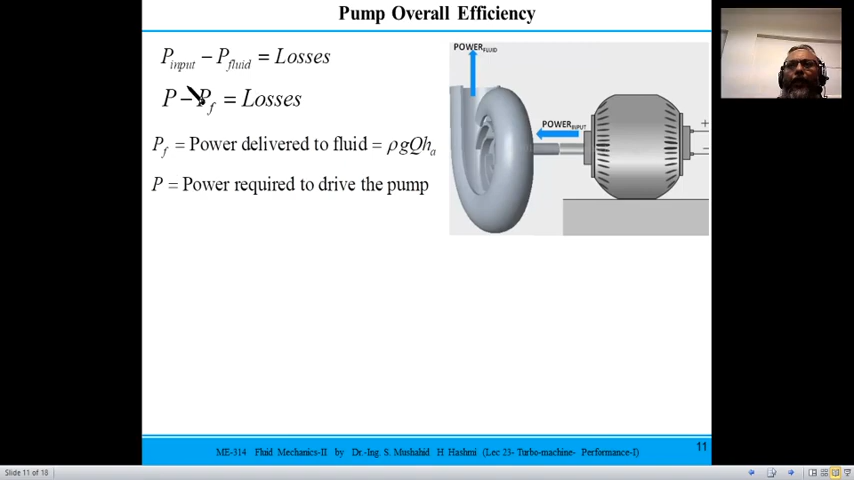 Pump Overall Efficiency
P_input − P_fluid = Losses
P − P_f = Losses
P_f = Power delivered to fluid = ρgQh_a
P = Power required to drive the pump
POWER_FLUID
POWER_INPUT
+
−
ME-314 Fluid Mechanics-II by Dr.-Ing. S. Mushahid H Hashmi (Lec 23- Turbo-machine- Performance-I)
11
Slide 11 of 18